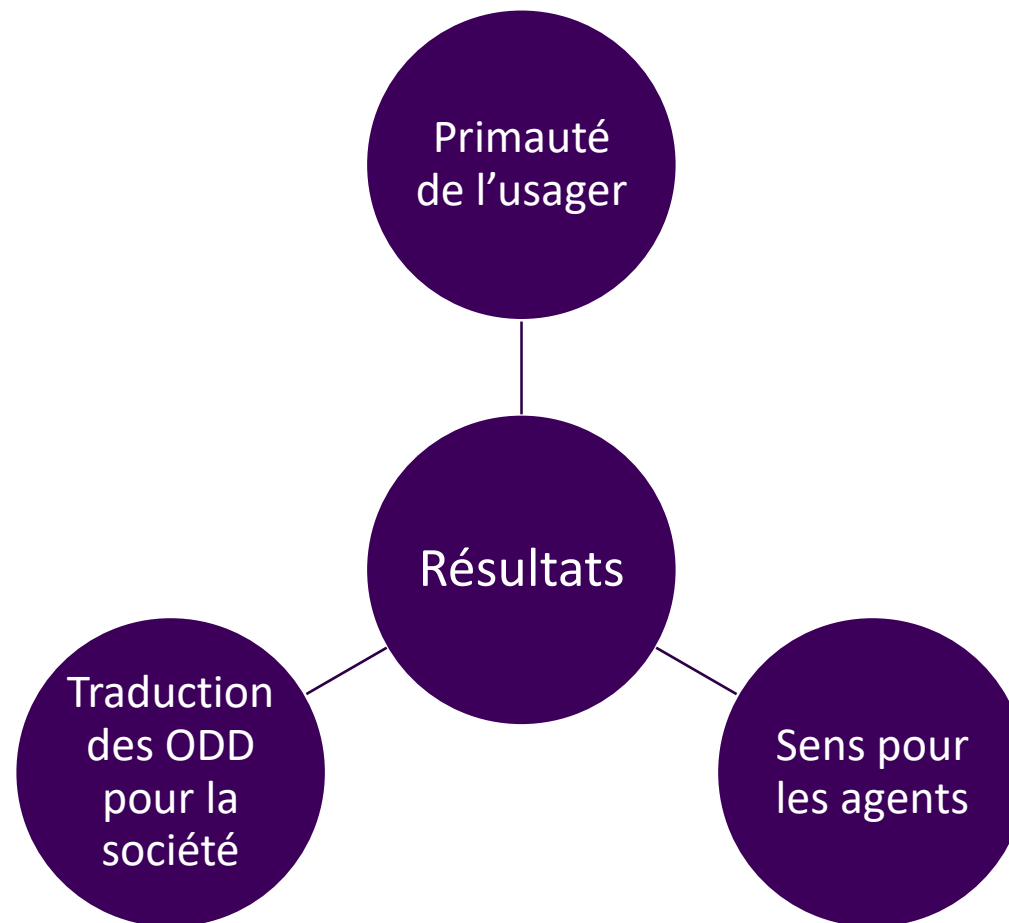 Primauté
de l’usager
Résultats
Traduction
des ODD
pour la
société
Sens pour
les agents